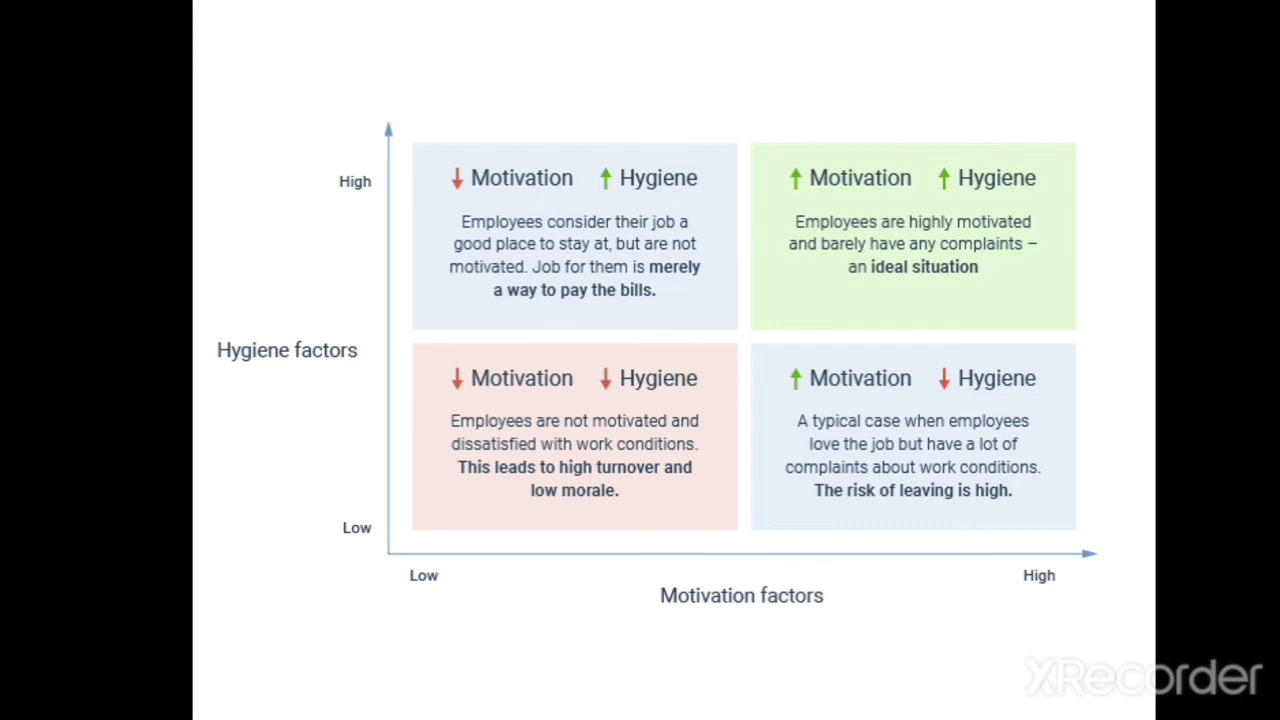 High
↓ Motivation ↑ Hygiene
Employees consider their job a
good place to stay at, but are not
motivated. Job for them is merely
a way to pay the bills.
↑ Motivation ↑ Hygiene
Employees are highly motivated
and barely have any complaints –
an ideal situation
Hygiene factors
↓ Motivation ↓ Hygiene
Employees are not motivated and
dissatisfied with work conditions.
This leads to high turnover and
low morale.
↑ Motivation ↓ Hygiene
A typical case when employees
love the job but have a lot of
complaints about work conditions.
The risk of leaving is high.
Low
Low
High
Motivation factors
XRecorder